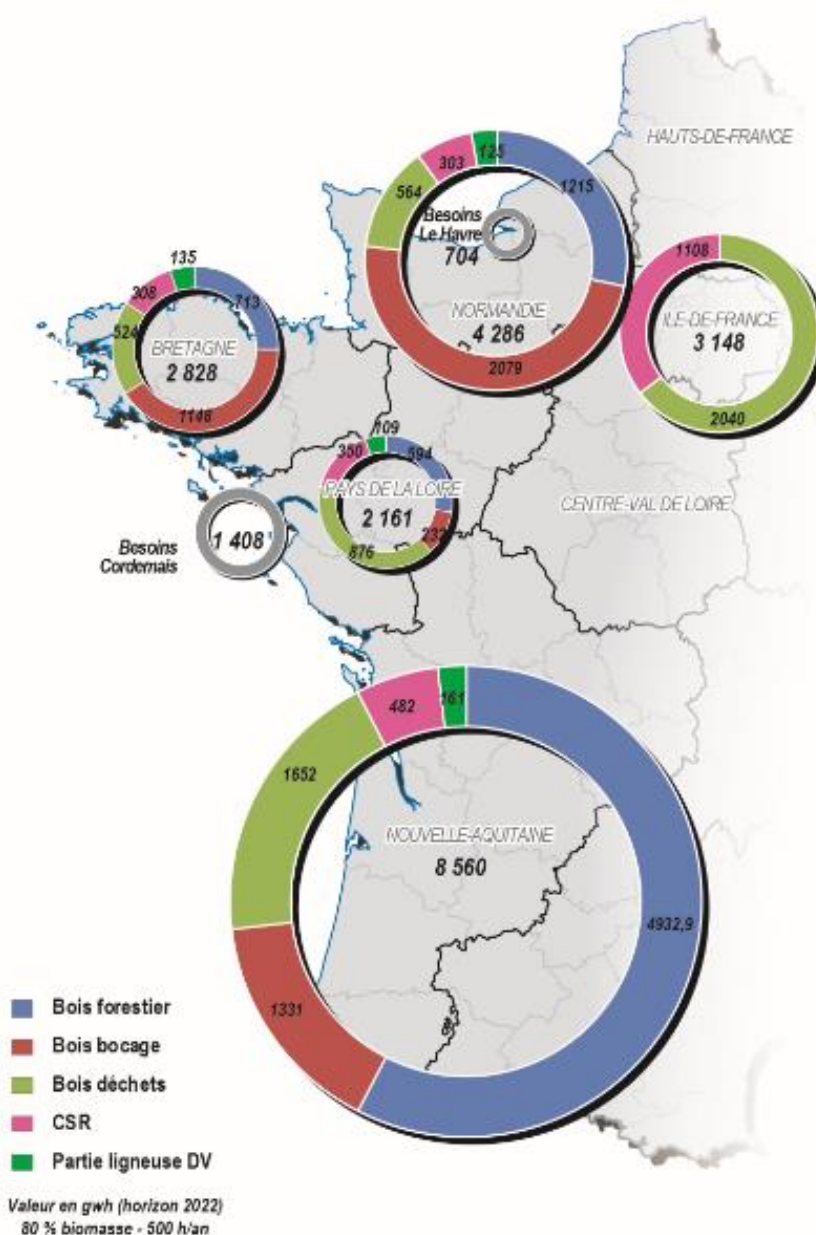 HAUTS-DE-FRANCE
125
303
564
1215
Besoins
Le Havre
704
NORMANDIE
4 286
2079
1108
ILE-DE-FRANCE
3 148
2040
135
308
713
524
BRETAGNE
2 828
1146
109
350
594
PAYS DE LA LOIRE
2 161
232
876
CENTRE-VAL DE LOIRE
1 408
Besoins
Cordemais
482
161
1652
NOUVELLE-AQUITAINE
8 560
4932,9
1331
Bois forestier
Bois bocage
Bois déchets
CSR
Partie ligneuse DV
Valeur en gwh (horizon 2022)
80 % biomasse - 500 h/an